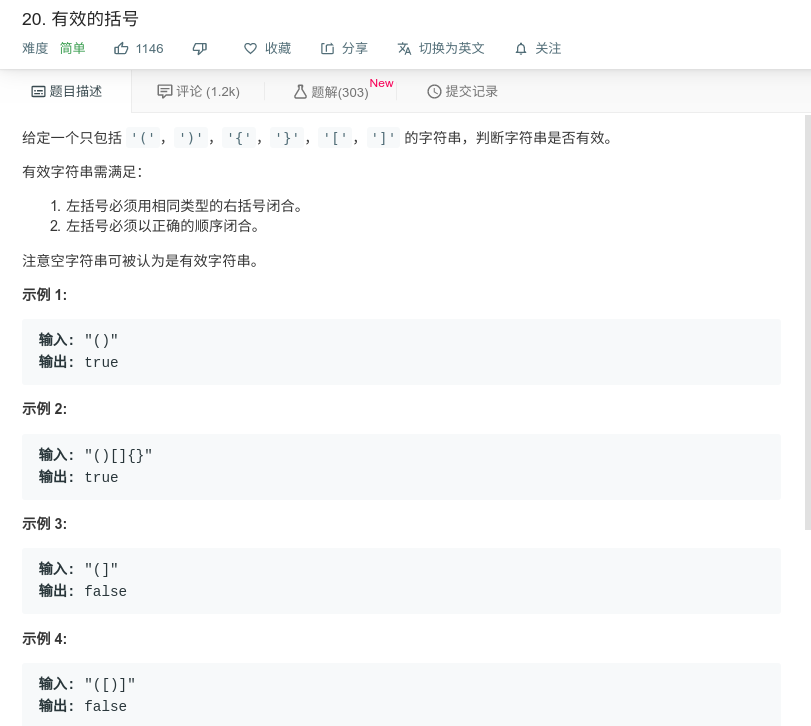 20. 有效的括号
难度 简单 1146 收藏 分享 切换为英文 关注
题目描述 评论 (1.2k) 题解(303) New 提交记录
给定一个只包括 '(', ')', '{', '}', '[', ']' 的字符串，判断字符串是否有效。
有效字符串需满足：
1. 左括号必须用相同类型的右括号闭合。
2. 左括号必须以正确的顺序闭合。
注意空字符串可被认为是有效字符串。
示例 1:
输入: "()"
输出: true
示例 2:
输入: "()[]{}"
输出: true
示例 3:
输入: "(]"
输出: false
示例 4:
输入: "([)]"
输出: false